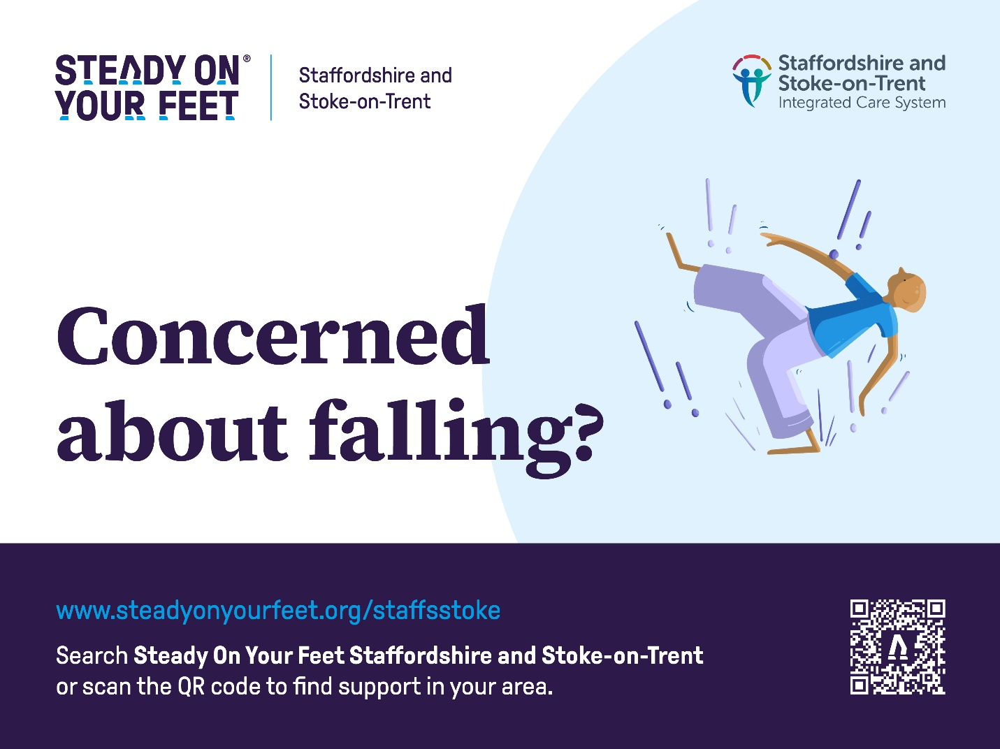 STEADY ON®
YOUR FEET
Staffordshire and
Stoke-on-Trent
Staffordshire and
Stoke-on-Trent
Integrated Care System
Concerned
about falling?
www.steadyonyourfeet.org/staffsstoke
Search Steady On Your Feet Staffordshire and Stoke-on-Trent
or scan the QR code to find support in your area.